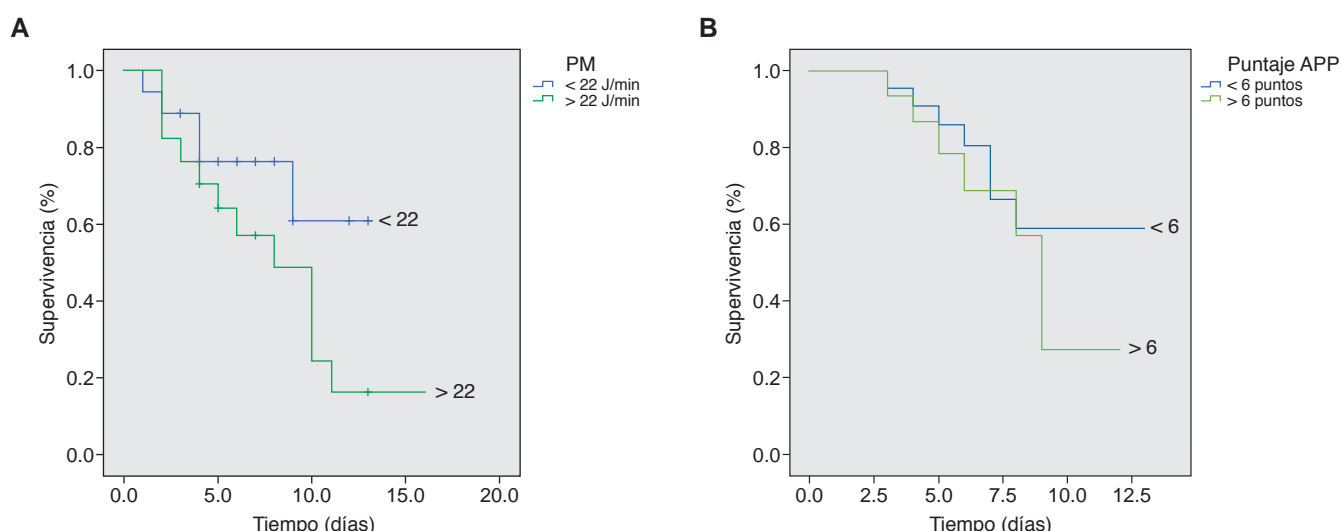 A
PM
< 22 J/min
> 22 J/min
1.0
0.8
0.6
0.4
0.2
0.0
Supervivencia (%)
< 22
> 22
0.0 5.0 10.0 15.0 20.0
Tiempo (días)
B
Puntaje APP
< 6 puntos
> 6 puntos
1.0
0.8
0.6
0.4
0.2
0.0
Supervivencia (%)
< 6
> 6
0.0 2.5 5.0 7.5 10.0 12.5
Tiempo (días)